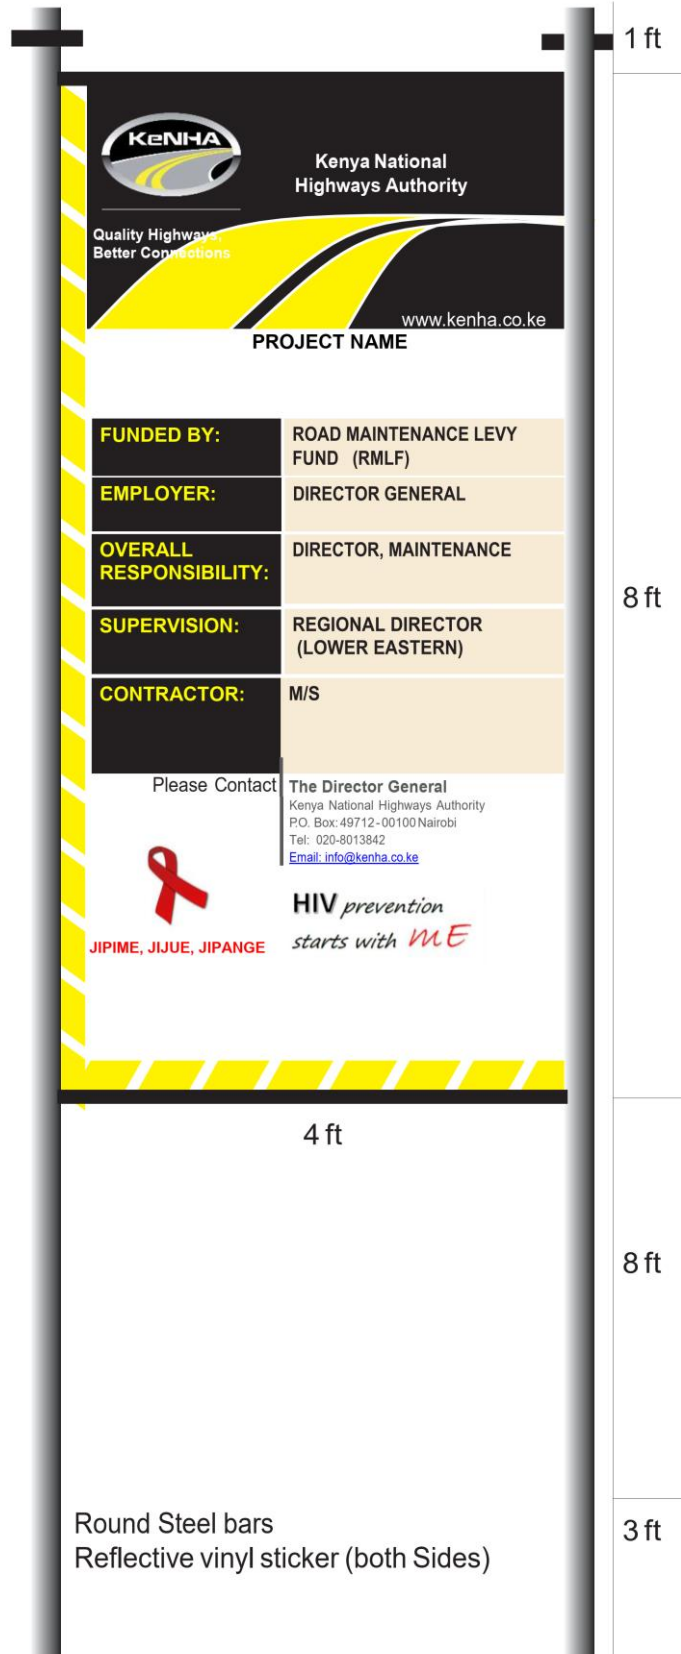 1 ft
KeNHA
Kenya National
Highways Authority
Quality Highways,
Better Connections
www.kenha.co.ke
PROJECT NAME
FUNDED BY:
ROAD MAINTENANCE LEVY
FUND (RMLF)
EMPLOYER:
DIRECTOR GENERAL
OVERALL
RESPONSIBILITY:
DIRECTOR, MAINTENANCE
8 ft
SUPERVISION:
REGIONAL DIRECTOR
(LOWER EASTERN)
CONTRACTOR:
M/S
Please Contact
The Director General
Kenya National Highways Authority
P.O. Box: 49712-00100 Nairobi
Tel: 020-8013842
Email: info@kenha.co.ke
JIPIME, JIJUE, JIPANGE
HIV prevention
starts with ME
4 ft
8 ft
Round Steel bars
Reflective vinyl sticker (both Sides)
3 ft